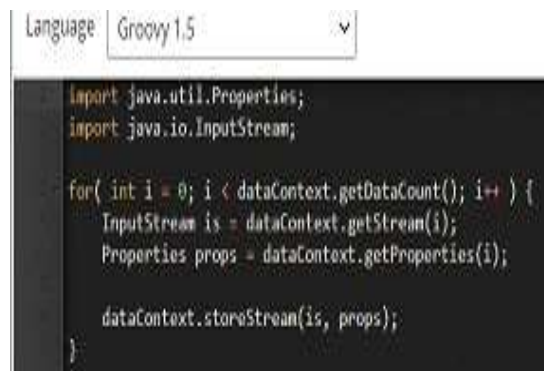 Language Groovy 1.5
import java.util.Properties;
import java.io.InputStream;
for( int i = 0; i < dataContext.getDataCount(); i++ ) {
InputStream is = dataContext.getStream(i);
Properties props = dataContext.getProperties(i);
dataContext.storeStream(is, props);
}